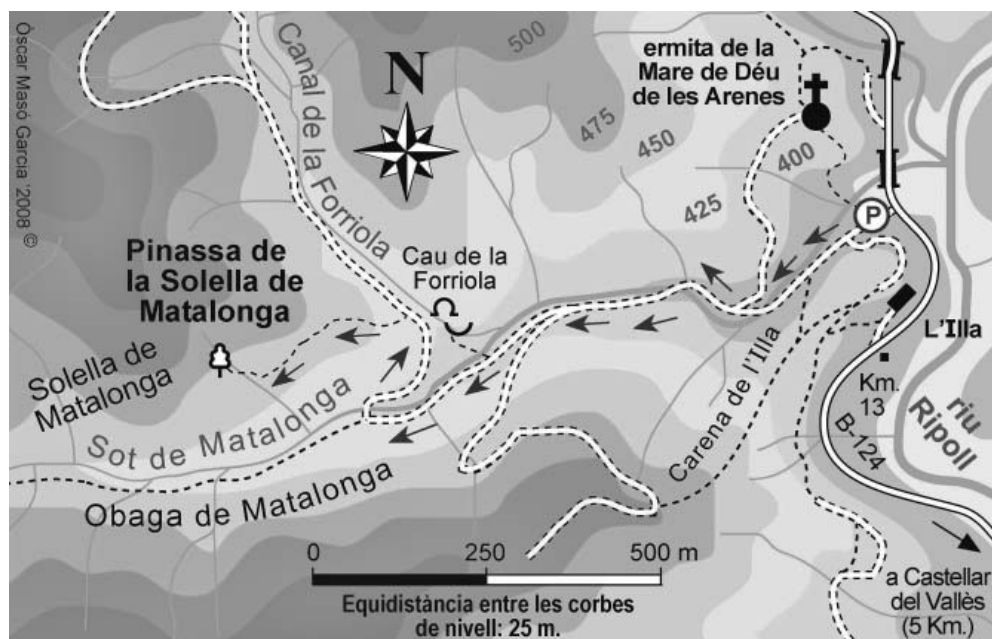 Òscar Masó Garcia '2008 ©
Canal de la Forriola
N
500
475
450
425
400
ermita de la
Mare de Déu
de les Arenes
P
Pinassa de
la Solella de
Matalonga
Cau de la
Forriola
Solella de
Matalonga
Sot de Matalonga
Obaga de Matalonga
Carena de l'Illa
L'Illa
Km.
13
B-124
riu
Ripoll
0 250 500 m
Equidistància entre les corbes
de nivell: 25 m.
a Castellar
del Vallès
(5 Km.)